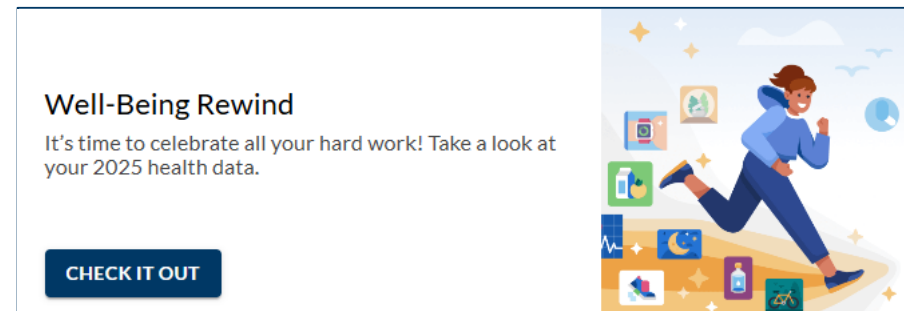 Well-Being Rewind
It’s time to celebrate all your hard work! Take a look at
your 2025 health data.
CHECK IT OUT